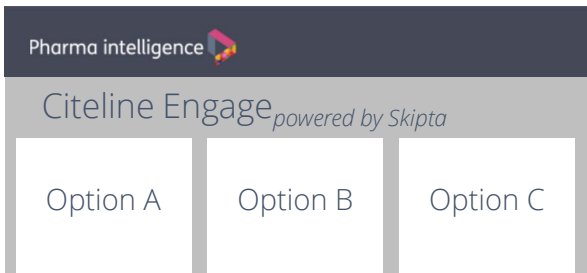 Pharma intelligence
Citeline Engage powered by Skipta
Option A Option B Option C